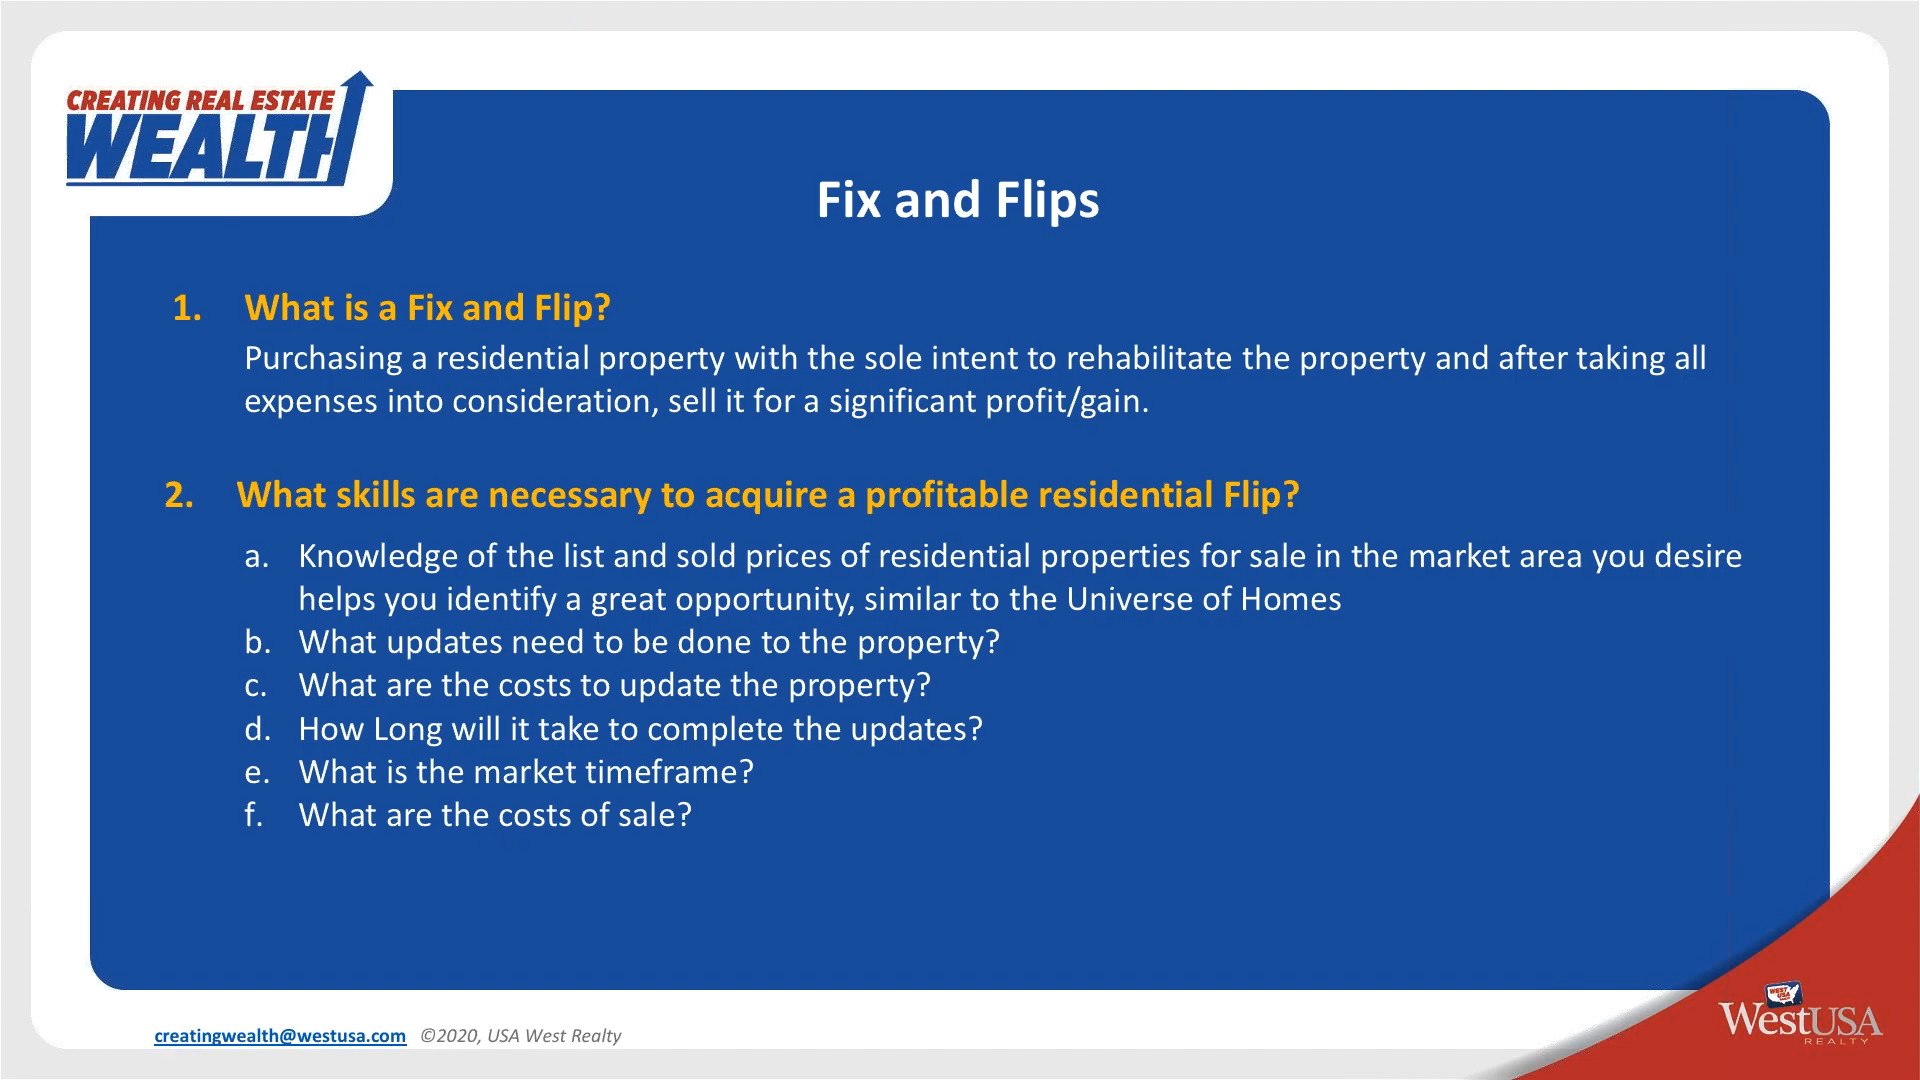 CREATING REAL ESTATE
WEALTH
Fix and Flips
1. What is a Fix and Flip?
Purchasing a residential property with the sole intent to rehabilitate the property and after taking all
expenses into consideration, sell it for a significant profit/gain.
2. What skills are necessary to acquire a profitable residential Flip?
a. Knowledge of the list and sold prices of residential properties for sale in the market area you desire
helps you identify a great opportunity, similar to the Universe of Homes
b. What updates need to be done to the property?
c. What are the costs to update the property?
d. How Long will it take to complete the updates?
e. What is the market timeframe?
f. What are the costs of sale?
creatingwealth@westusa.com ©2020, USA West Realty
WEST
USA
WestUSA
REALTY